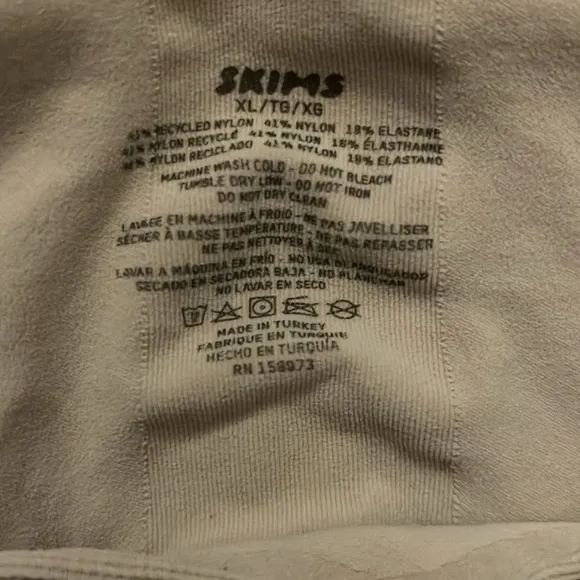 SKIMS
XL/TG/XG
41% RECYCLED NYLON 41% NYLON 18% ELASTANE
41% NYLON RECYCLÉ 41% NYLON 18% ÉLASTHANNE
41% NYLON RECICLADO 41% NYLON 18% ELASTANO
MACHINE WASH COLD - DO NOT BLEACH
TUMBLE DRY LOW - DO NOT IRON
DO NOT DRY CLEAN
LAVÉE EN MACHINE À FROID - NE PAS JAVELLISER
SÉCHER À BASSE TEMPÉRATURE - NE PAS REPASSER
NE PAS NETTOYER À SEC
LAVAR A MÁQUINA EN FRÍO - NO USA BLANQUEADOR
SECADO EN SECADORA BAJA - NO PLANCHAR
NO LAVAR EN SECO
MADE IN TURKEY
FABRIQUÉ EN TURQUIE
HECHO EN TURQUÍA
RN 158973